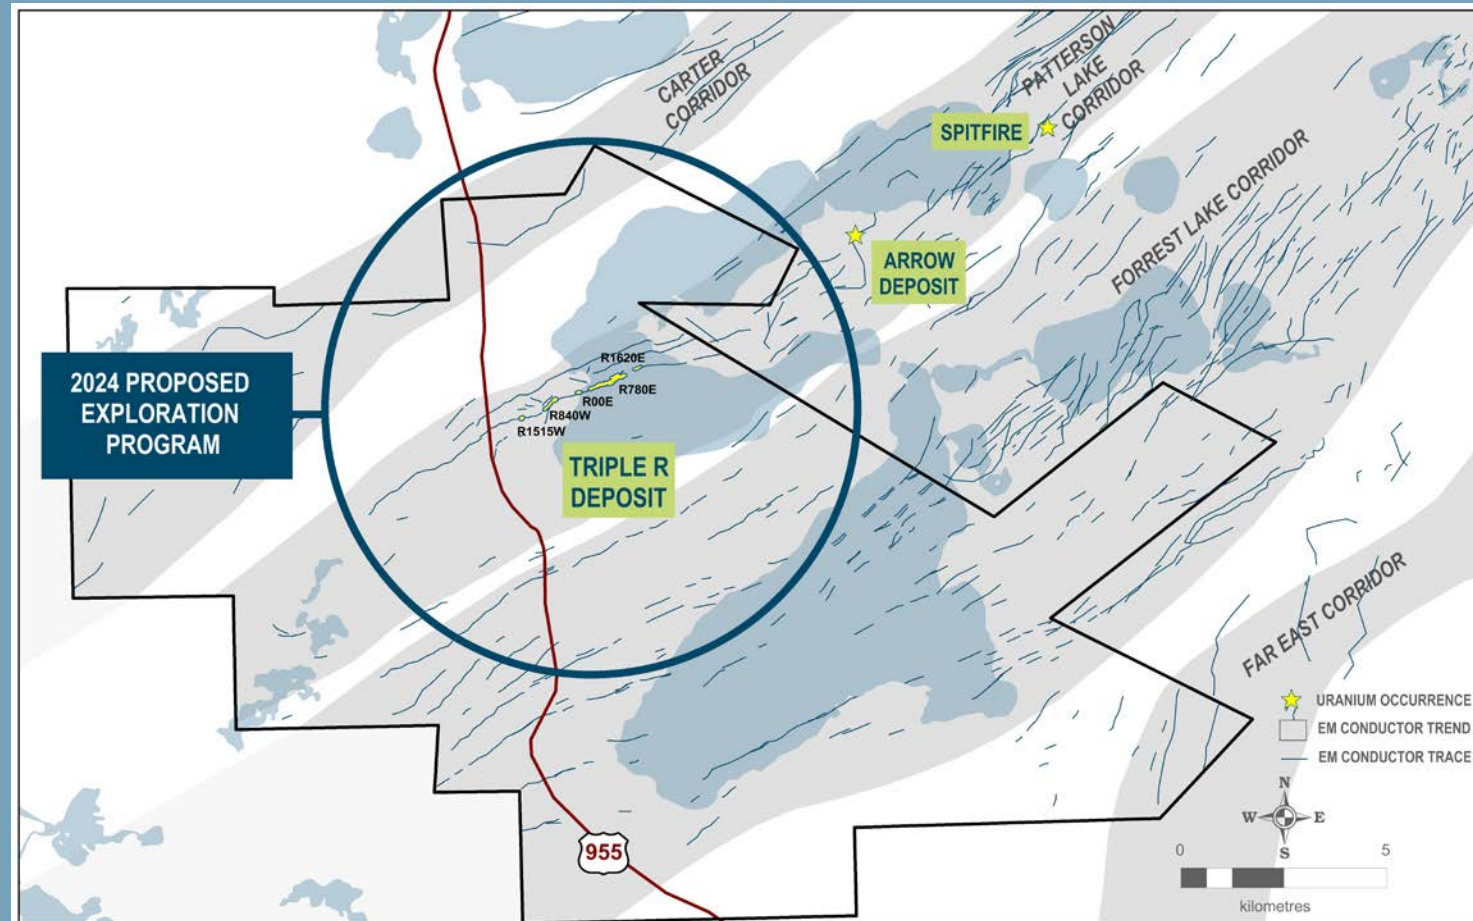 CARTER
CORRIDOR
PATTERSON
LAKE
CORRIDOR
SPITFIRE
FORREST LAKE CORRIDOR
ARROW
DEPOSIT
2024 PROPOSED
EXPLORATION
PROGRAM
R1620E
R780E
R00E
R840W
R1515W
TRIPLE R
DEPOSIT
FAR EAST CORRIDOR
URANIUM OCCURRENCE
EM CONDUCTOR TREND
EM CONDUCTOR TRACE
N
W E
S
955
0 5
kilometres